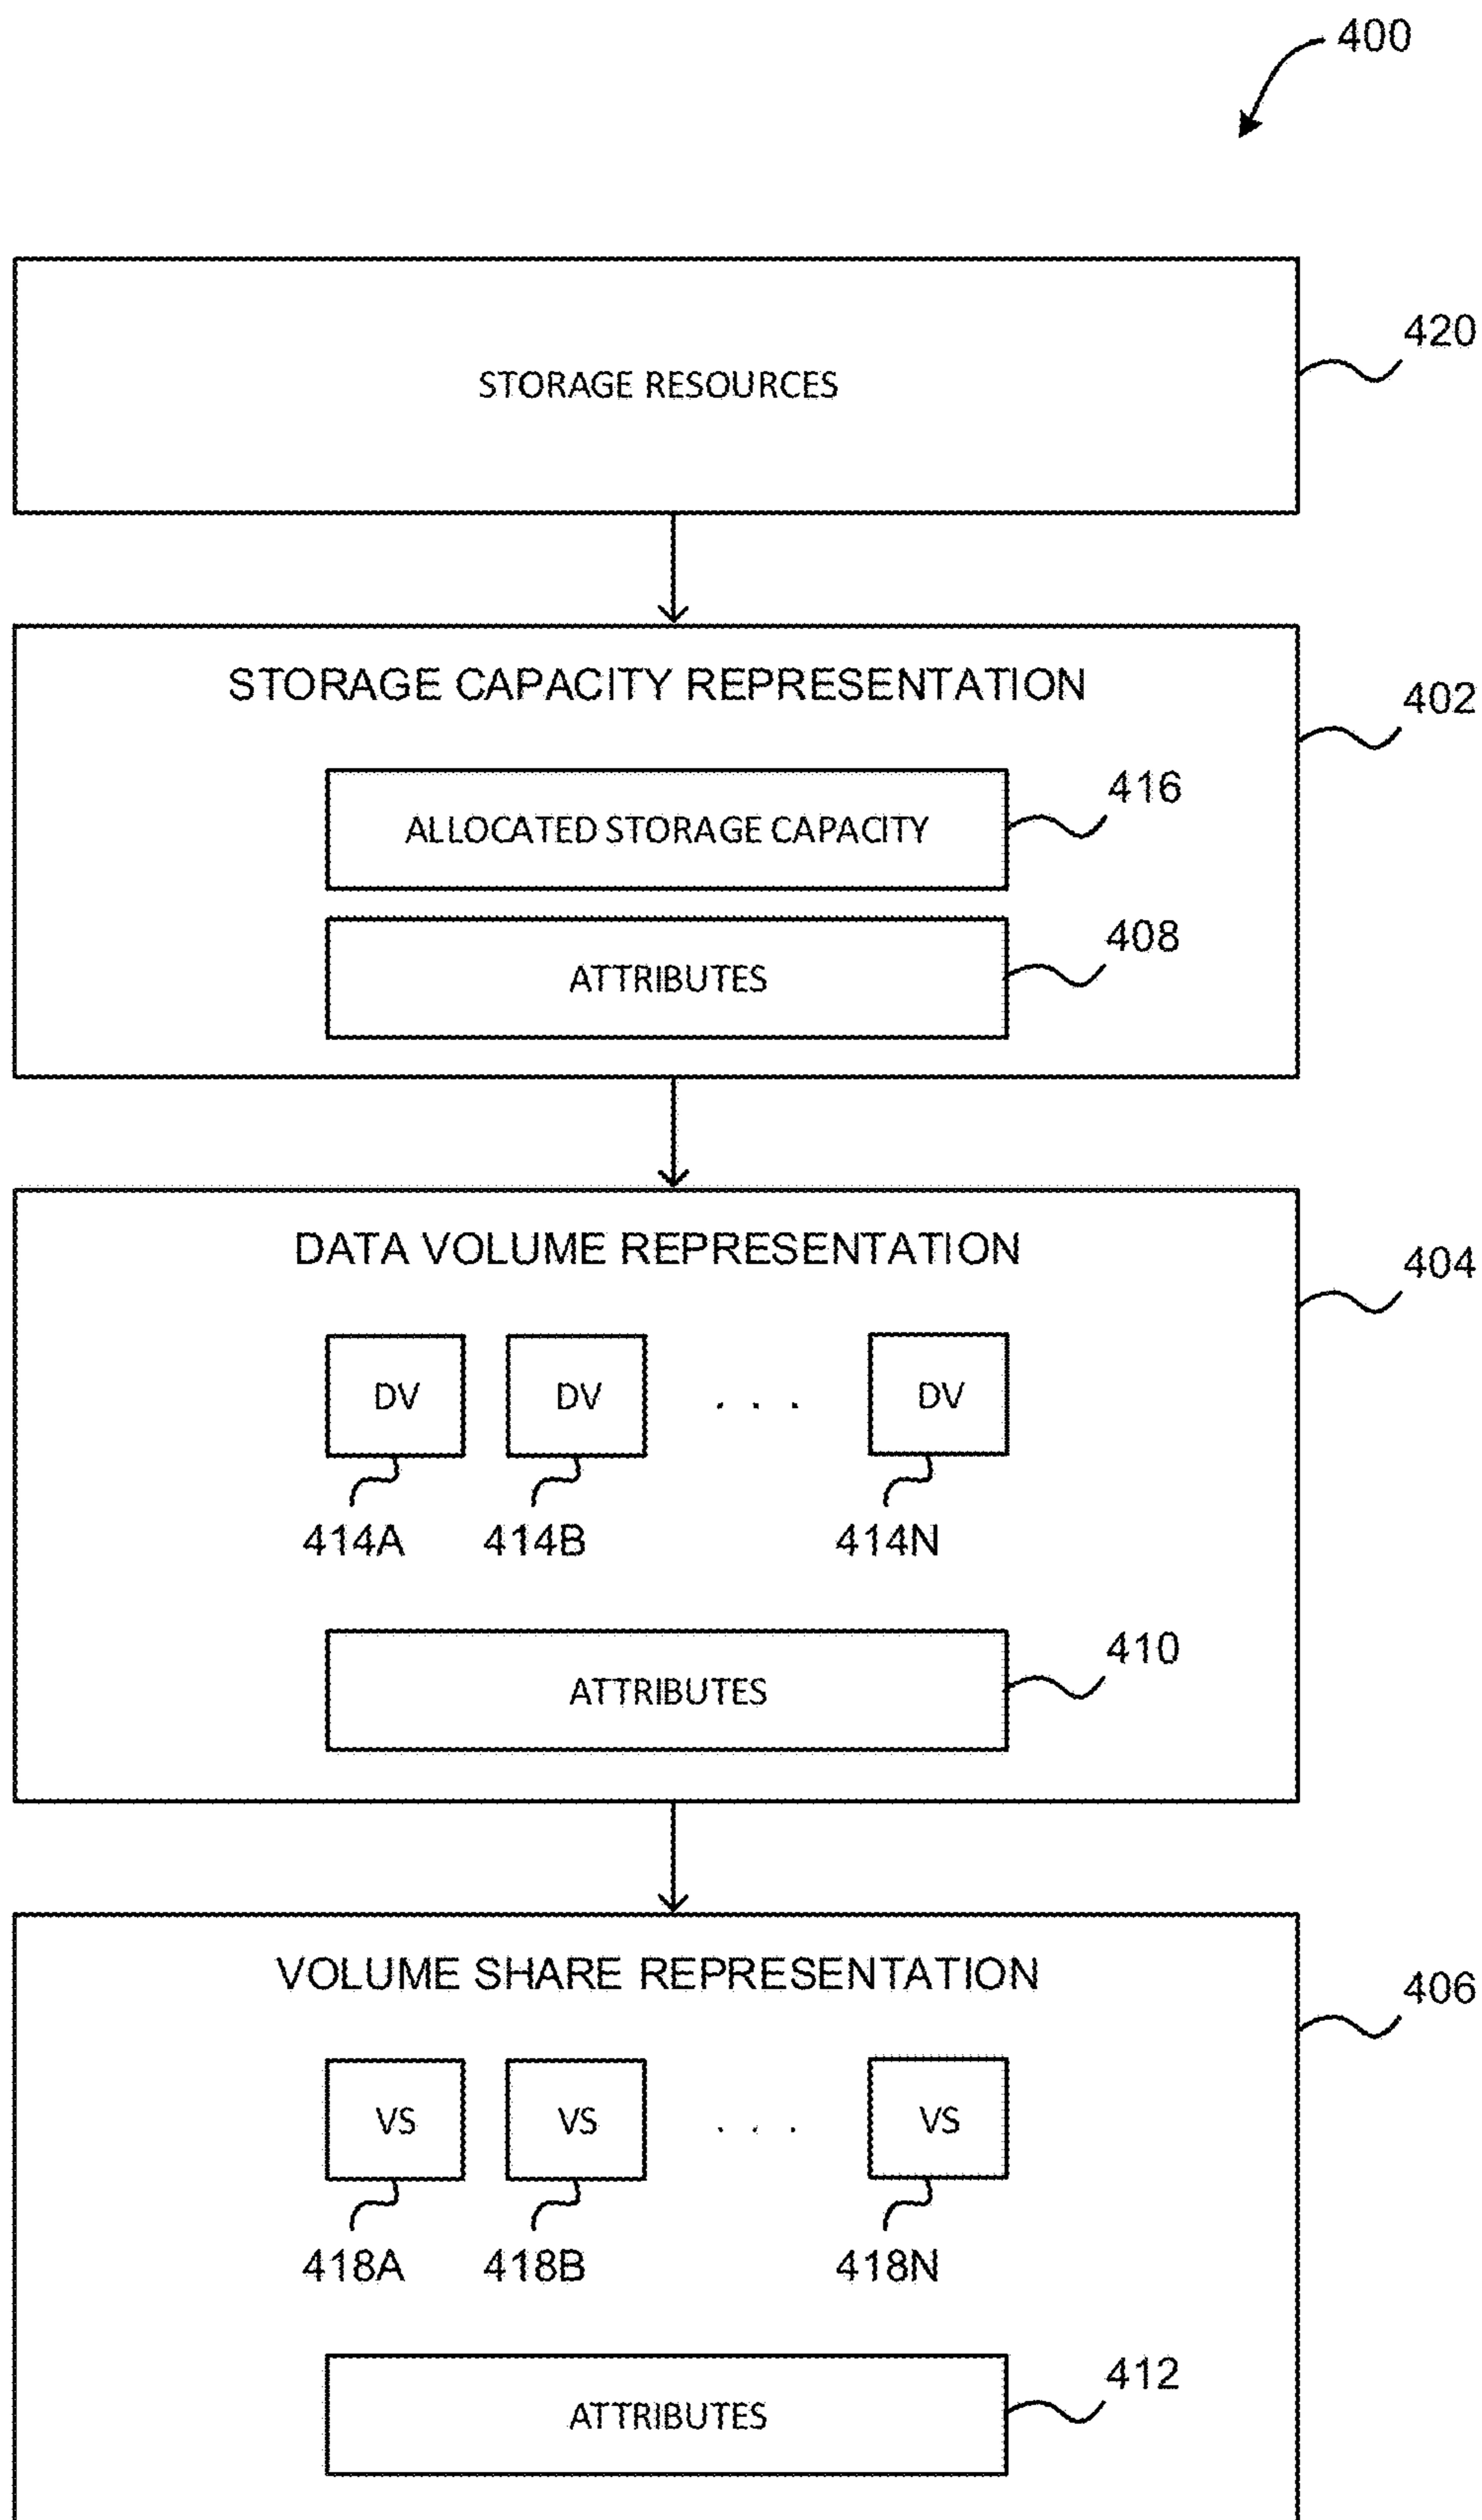 400
STORAGE RESOURCES
420
STORAGE CAPACITY REPRESENTATION
402
ALLOCATED STORAGE CAPACITY
416
ATTRIBUTES
408
DATA VOLUME REPRESENTATION
404
DV DV . . . DV
414A 414B 414N
ATTRIBUTES
410
VOLUME SHARE REPRESENTATION
406
VS VS . . . VS
418A 418B 418N
ATTRIBUTES
412